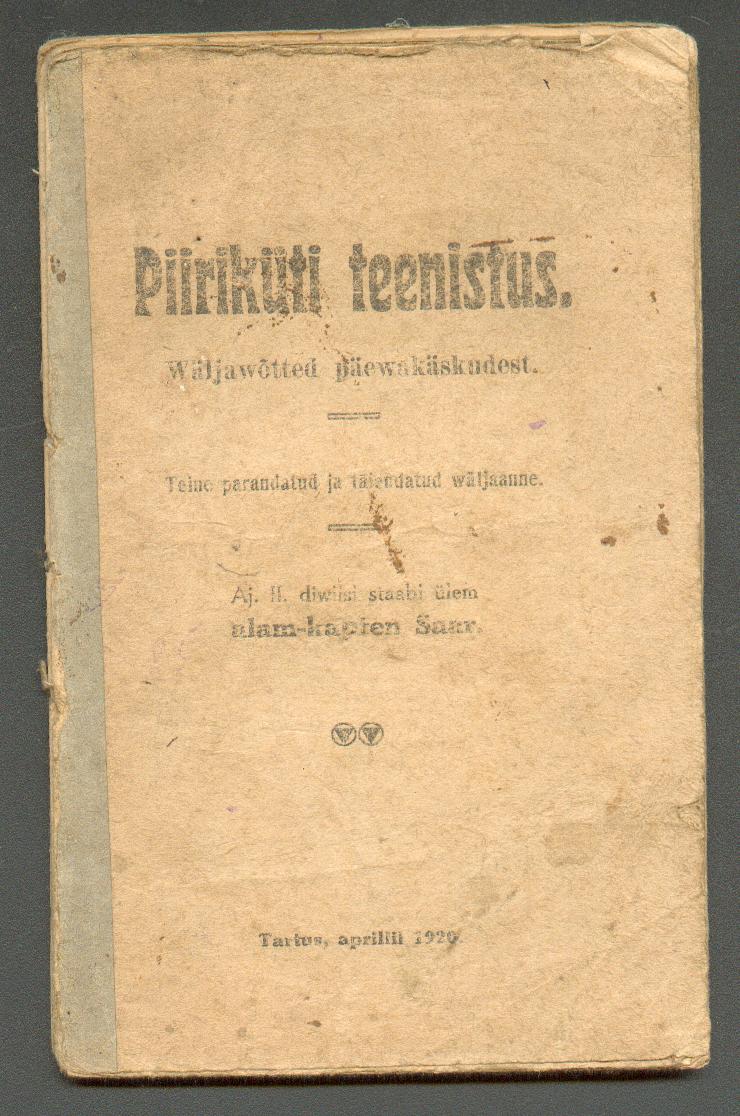 Piiriküti teenistus.
Wäljawõtted päewakäskudest.
Teine parandatud ja täiendatud wäljaanne.
Aj. II. diwiisi staabi ülem
alam-kapten Saar.
Tartus, aprillil 1920.